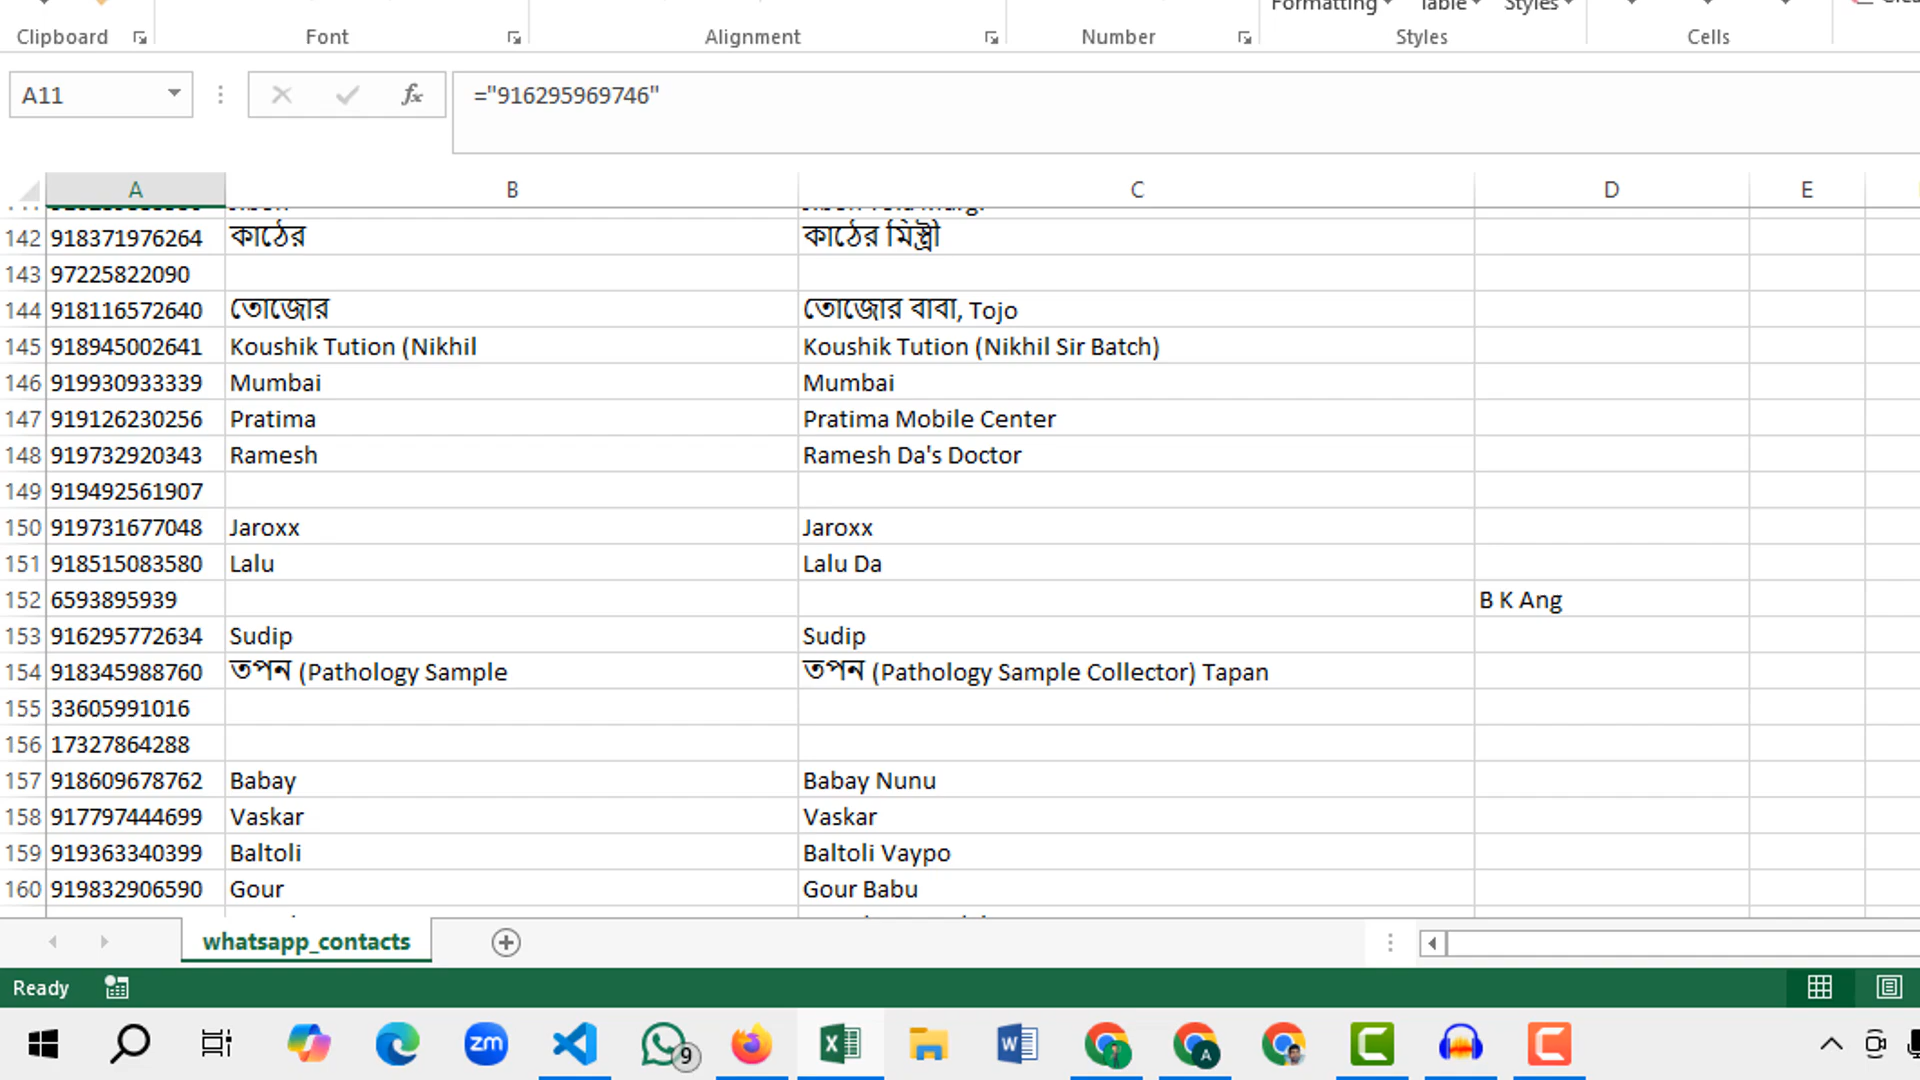 Formatting Table Styles
Clipboard Font Alignment Number Styles Cells
A11 fx ="916295969746"
A B C D E
142 918371976264 কাঠের কাঠের মিস্ত্রী
143 97225822090
144 918116572640 তোজোের তোজোের বাবা, Tojo
145 918945002641 Koushik Tution (Nikhil Koushik Tution (Nikhil Sir Batch)
146 919930933339 Mumbai Mumbai
147 919126230256 Pratima Pratima Mobile Center
148 919732920343 Ramesh Ramesh Da's Doctor
149 919492561907
150 919731677048 Jaroxx Jaroxx
151 918515083580 Lalu Lalu Da
152 6593895939 B K Ang
153 916295772634 Sudip Sudip
154 918345988760 তপন (Pathology Sample তপন (Pathology Sample Collector) Tapan
155 33605991016
156 17327864288
157 918609678762 Babay Babay Nunu
158 917797444699 Vaskar Vaskar
159 919363340399 Baltoli Baltoli Vaypo
160 919832906590 Gour Gour Babu
whatsapp_contacts
Ready
zm 9 A